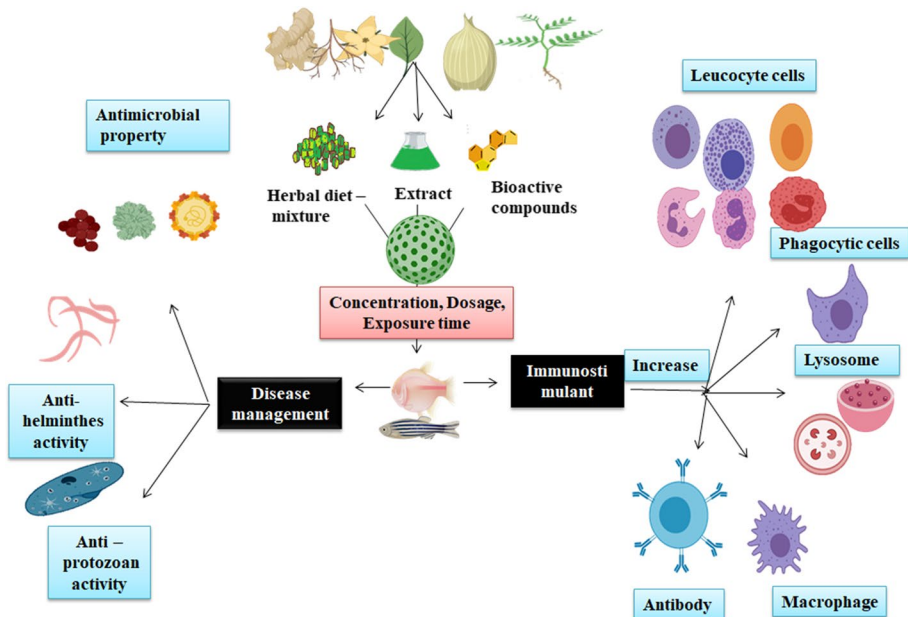 Leucocyte cells
Antimicrobial
property
Herbal diet –
mixture
Extract
Bioactive
compounds
Phagocytic cells
Concentration, Dosage,
Exposure time
Lysosome
Increase
Immunosti
mulant
Disease
management
Anti-
helminthes
activity
Anti –
protozoan
activity
Antibody
Macrophage